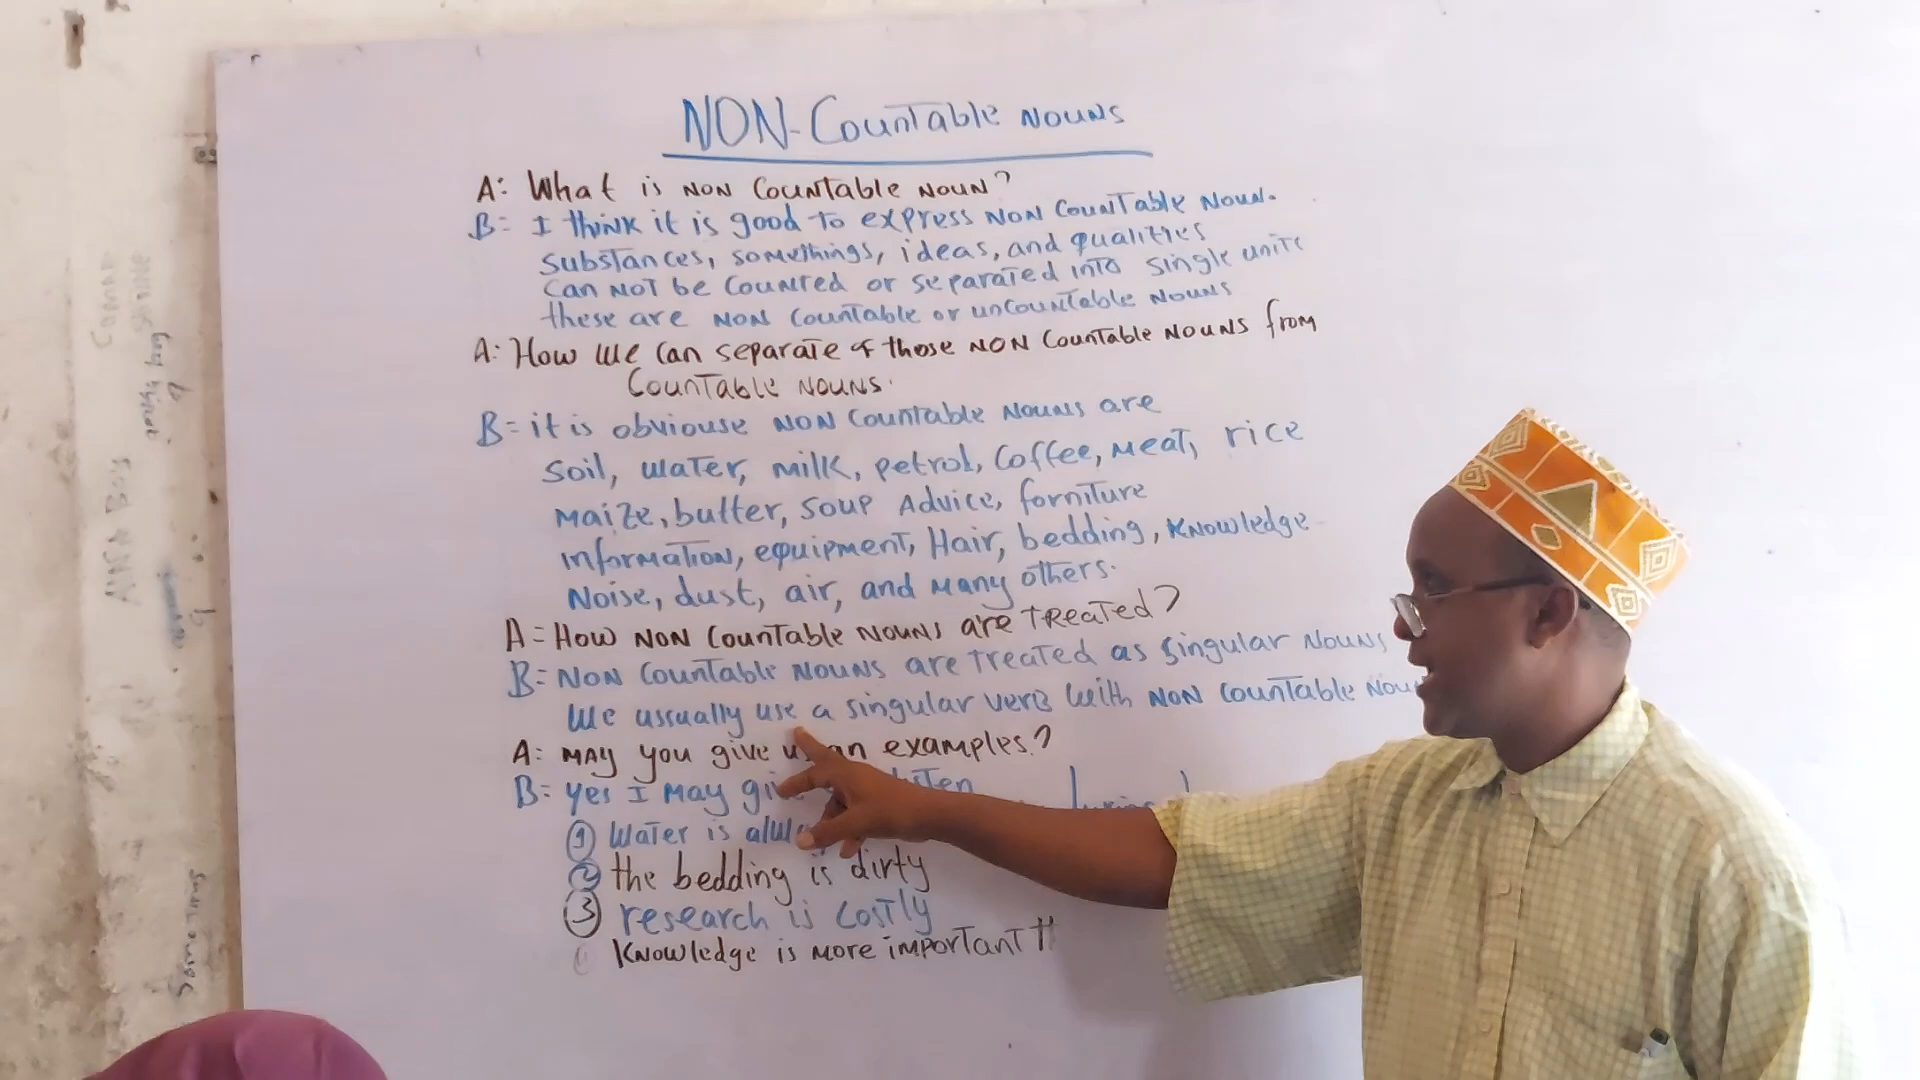 NON-Countable NOUNS
A: What is NON Countable NOUN?
B= I think it is good to express NON Countable Noun.
Substances, somethings, ideas, and qualities
Can NOT be Counted or separated into single units
these are NON Countable or uncountable Nouns
A: How we can separate of those NON Countable Nouns from
Countable Nouns.
B= it is obviouse NON Countable Nouns are
Soil, water, milk, petrol, Coffee, Meat, rice
Maize, butter, Soup Advice, forniture
information, equipment, Hair, bedding, Knowledge
Noise, dust, air, and many others.
A= How NON Countable Nouns are treated?
B= NON Countable Nouns are treated as singular Nouns
We ussually use a singular verb with NON Countable
A: May you give us an examples?
B= yes I may
① Water is
② the bedding is dirty
③ research is Costly
Knowledge is more important